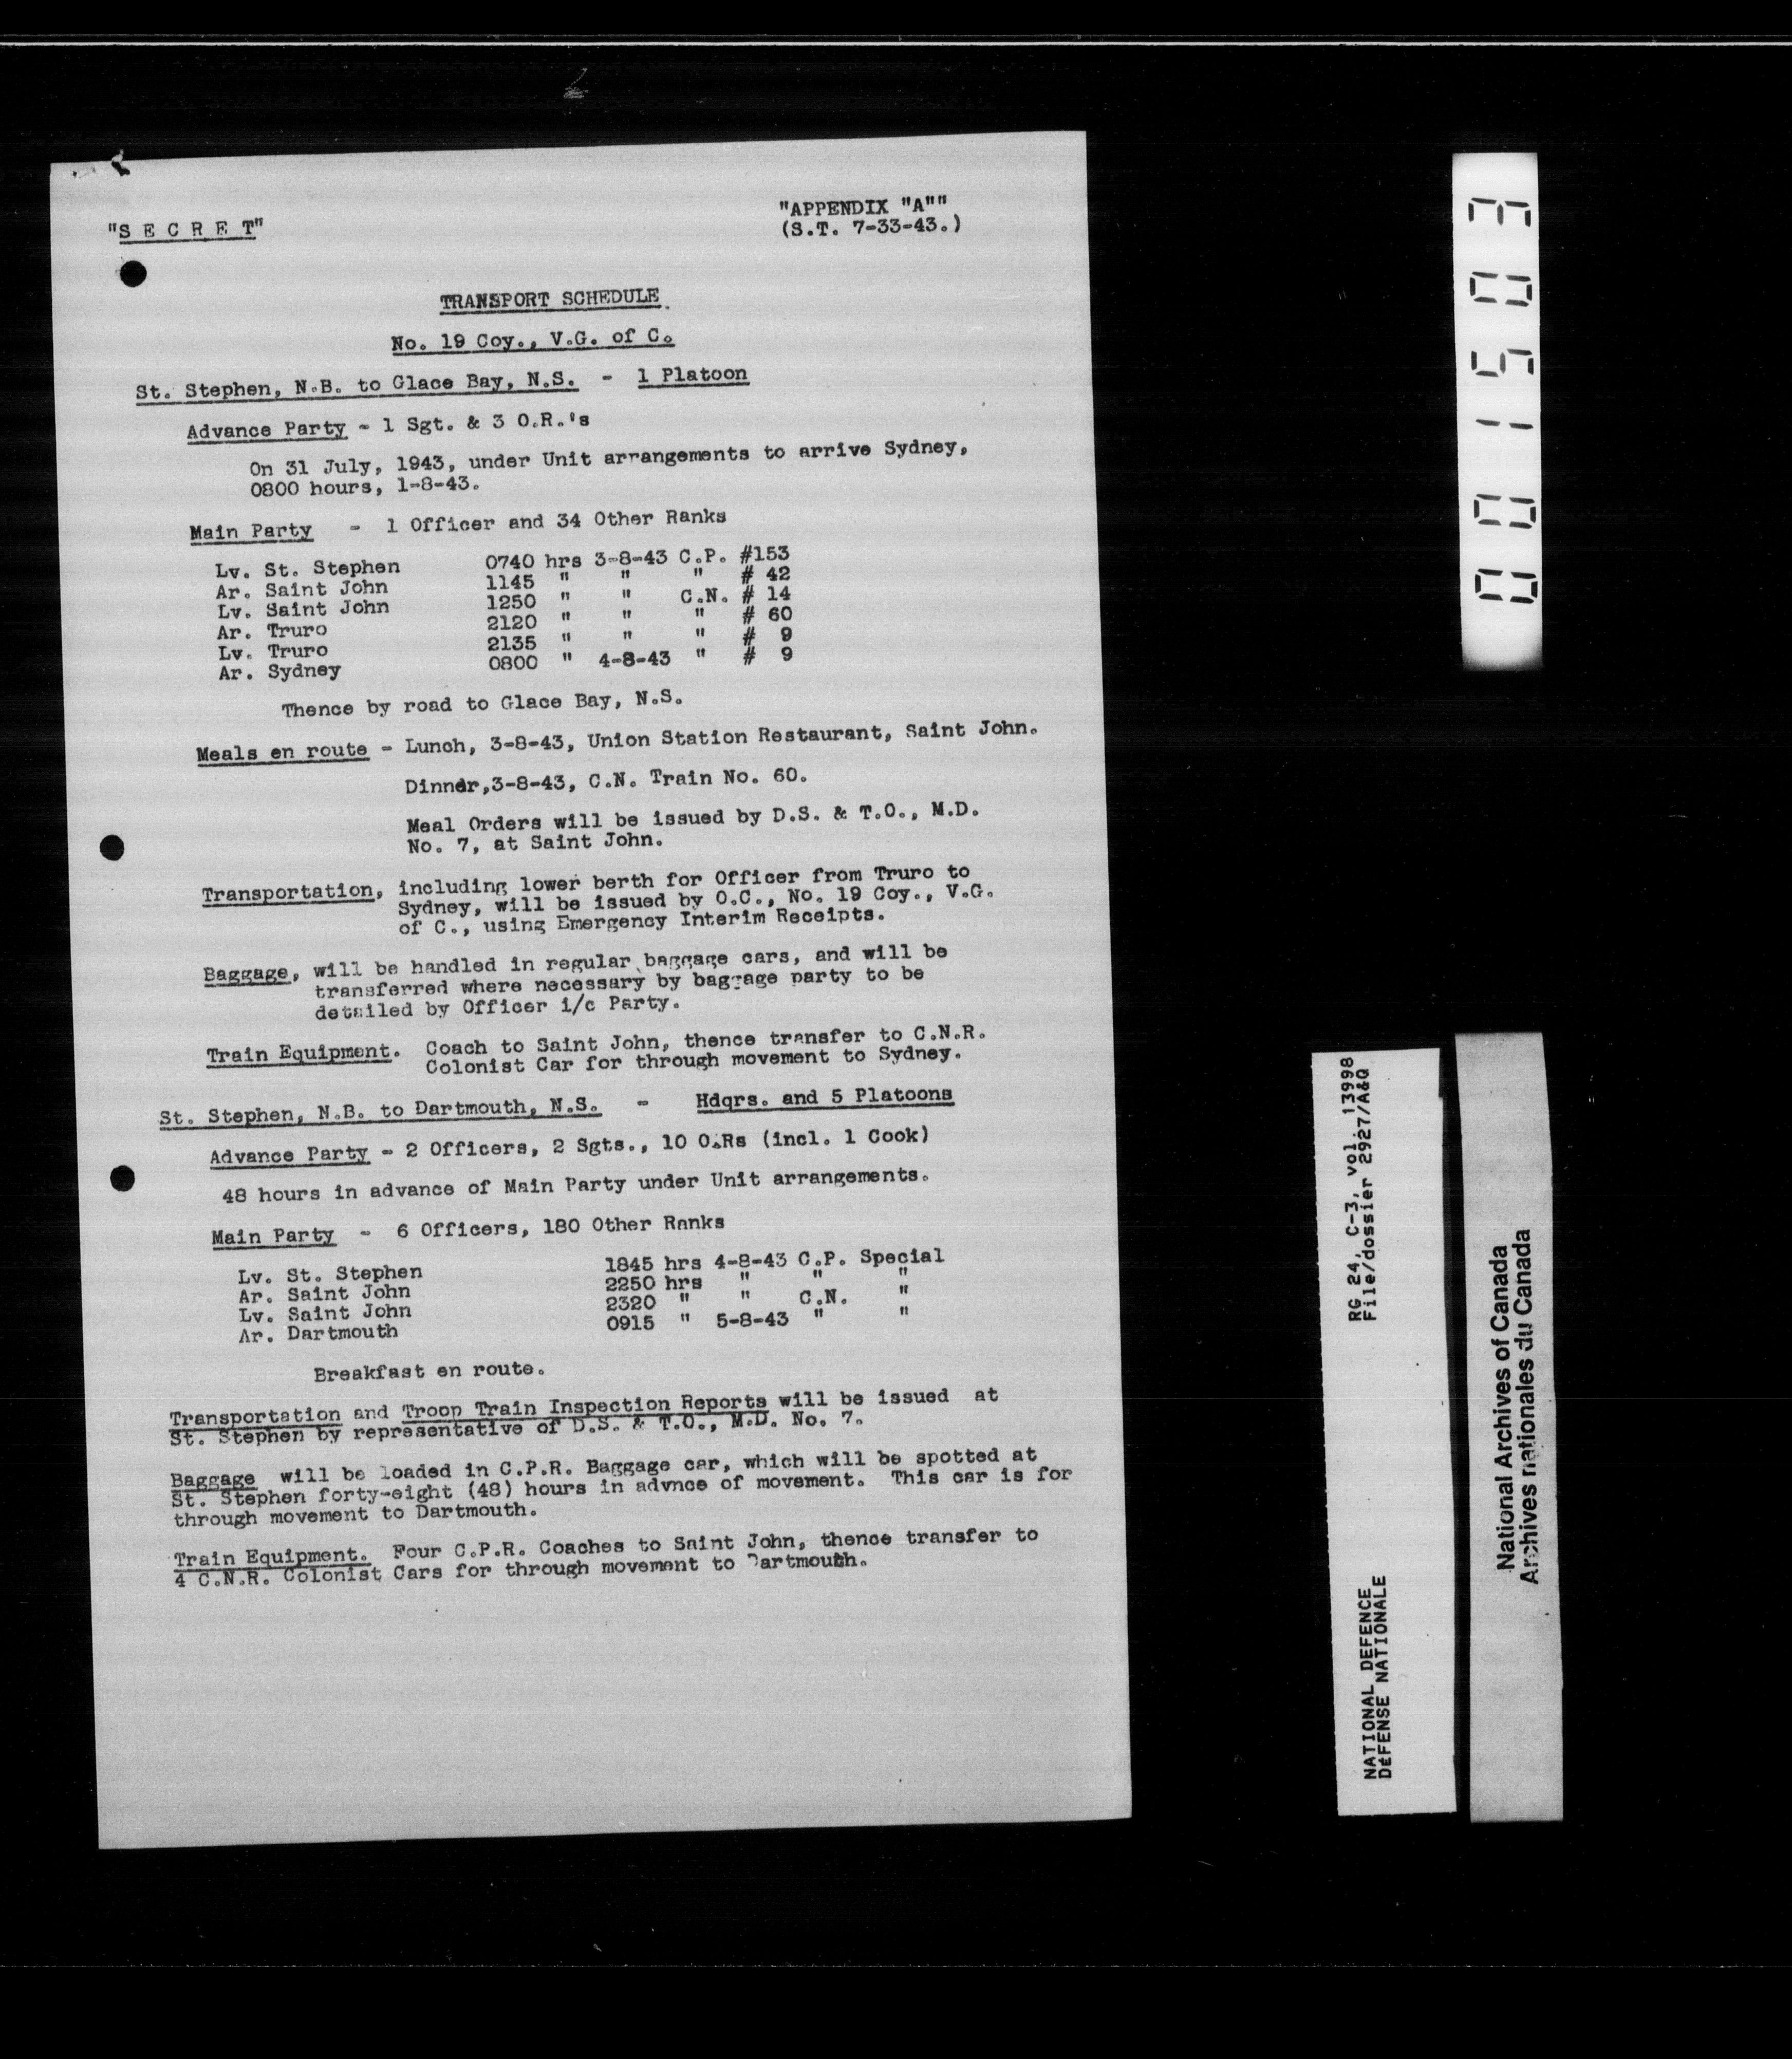 "S E C R E T"
"APPENDIX "A""
(S.T. 7-33-43.)
TRANSPORT SCHEDULE
No. 19 Coy., V.G. of C.
St. Stephen, N.B. to Glace Bay, N.S. - 1 Platoon
Advance Party - 1 Sgt. & 3 O.R.'s
On 31 July, 1943, under Unit arrangements to arrive Sydney,
0800 hours, 1-8-43.
Main Party - 1 Officer and 34 Other Ranks
Lv. St. Stephen 0740 hrs 3-8-43 C.P. #153
Ar. Saint John 1145 " " " # 42
Lv. Saint John 1250 " " C.N. # 14
Ar. Truro 2120 " " " # 60
Lv. Truro 2135 " " " # 9
Ar. Sydney 0800 " 4-8-43 " # 9
Thence by road to Glace Bay, N.S.
Meals en route - Lunch, 3-8-43, Union Station Restaurant, Saint John.
Dinner,3-8-43, C.N. Train No. 60.
Meal Orders will be issued by D.S. & T.O., M.D.
No. 7, at Saint John.
Transportation, including lower berth for Officer from Truro to
Sydney, will be issued by O.C., No. 19 Coy., V.G.
of C., using Emergency Interim Receipts.
Baggage, will be handled in regular baggage cars, and will be
transferred where necessary by baggage party to be
detailed by Officer i/c Party.
Train Equipment. Coach to Saint John, thence transfer to C.N.R.
Colonist Car for through movement to Sydney.
St. Stephen, N.B. to Dartmouth, N.S. - Hdqrs. and 5 Platoons
Advance Party - 2 Officers, 2 Sgts., 10 O.Rs (incl. 1 Cook)
48 hours in advance of Main Party under Unit arrangements.
Main Party - 6 Officers, 180 Other Ranks
Lv. St. Stephen 1845 hrs 4-8-43 C.P. Special
Ar. Saint John 2250 hrs " " "
Lv. Saint John 2320 " " C.N. "
Ar. Dartmouth 0915 " 5-8-43 " "
Breakfast en route.
Transportation and Troop Train Inspection Reports will be issued at
St. Stephen by representative of D.S. & T.O., M.D. No. 7.
Baggage will be loaded in C.P.R. Baggage car, which will be spotted at
St. Stephen forty-eight (48) hours in advnce of movement. This car is for
through movement to Dartmouth.
Train Equipment. Four C.P.R. Coaches to Saint John, thence transfer to
4 C.N.R. Colonist Cars for through movement to Dartmouth.
001503
RG 24, C-3, vol. 13998
File/dossier 2927/A&Q
NATIONAL DEFENCE
DéFENSE NATIONALE
National Archives of Canada
Archives nationales du Canada